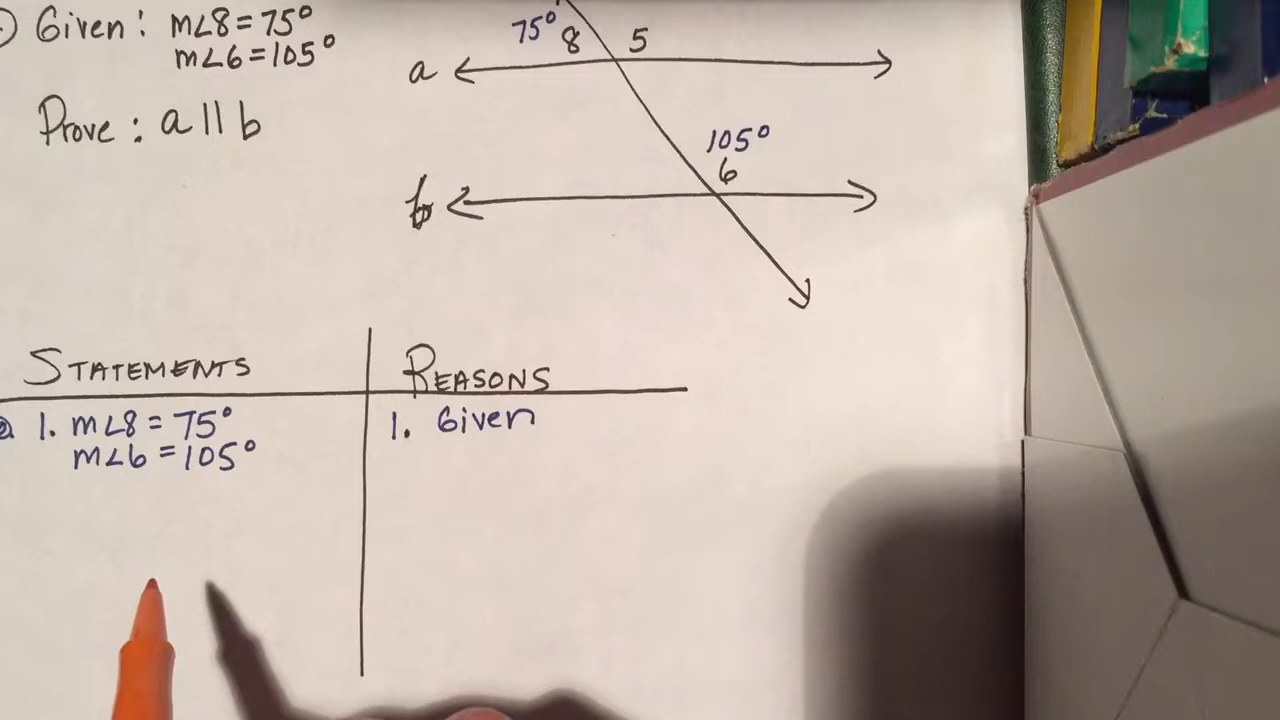 Given: m∠8 = 75°
m∠6 = 105°
Prove: a || b
75°
8 5
a
105°
6
b
STATEMENTS REASONS
1. m∠8 = 75° 1. Given
m∠6 = 105°